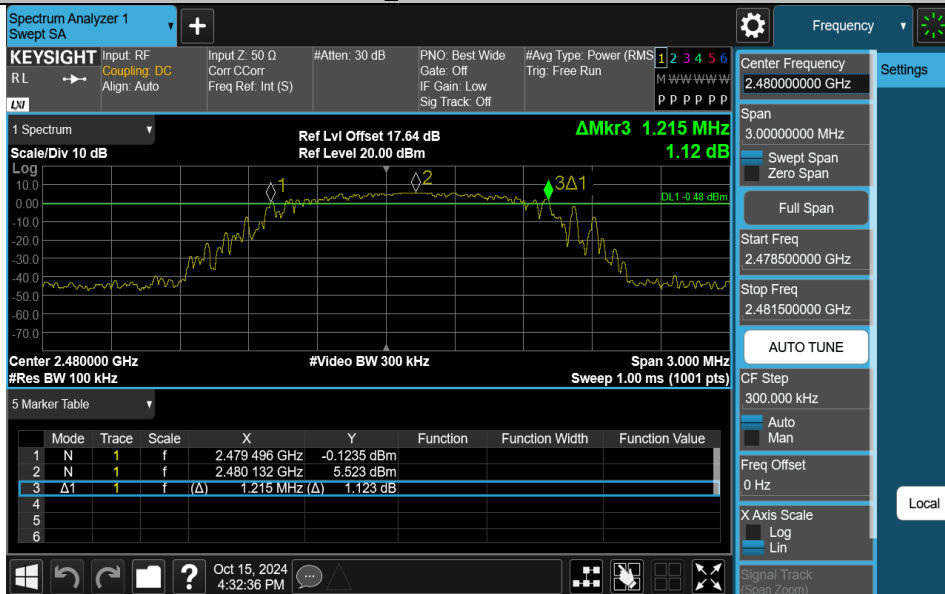 Spectrum Analyzer 1
Swept SA
+
Frequency
KEYSIGHT
RL
LXI
Input: RF
Coupling: DC
Align: Auto
Input Z: 50 Ω
Corr CCorr
Freq Ref: Int (S)
#Atten: 30 dB
PNO: Best Wide
Gate: Off
IF Gain: Low
Sig Track: Off
#Avg Type: Power (RMS
Trig: Free Run
1 2 3 4 5 6
M W W W W W
P P P P P P
1 Spectrum
Scale/Div 10 dB
Ref Lvl Offset 17.64 dB
Ref Level 20.00 dBm
ΔMkr3 1.215 MHz
1.12 dB
Log
10.0
0.00
-10.0
-20.0
-30.0
-40.0
-50.0
-60.0
-70.0
1
2
3Δ1
DL1 -0.48 dBm
Center 2.480000 GHz
#Video BW 300 kHz
Span 3.000 MHz
#Res BW 100 kHz
Sweep 1.00 ms (1001 pts)
5 Marker Table
Mode Trace Scale X Y Function Function Width Function Value
1 N 1 f 2.479 496 GHz -0.1235 dBm
2 N 1 f 2.480 132 GHz 5.523 dBm
3 Δ1 1 f (Δ) 1.215 MHz (Δ) 1.123 dB
4
5
6
?
Oct 15, 2024
4:32:36 PM
Center Frequency
2.480000000 GHz
Span
3.00000000 MHz
Swept Span
Zero Span
Full Span
Start Freq
2.478500000 GHz
Stop Freq
2.481500000 GHz
AUTO TUNE
CF Step
300.000 kHz
Auto
Man
Freq Offset
0 Hz
X Axis Scale
Log
Lin
Signal Track
(Span Zoom)
Settings
Local